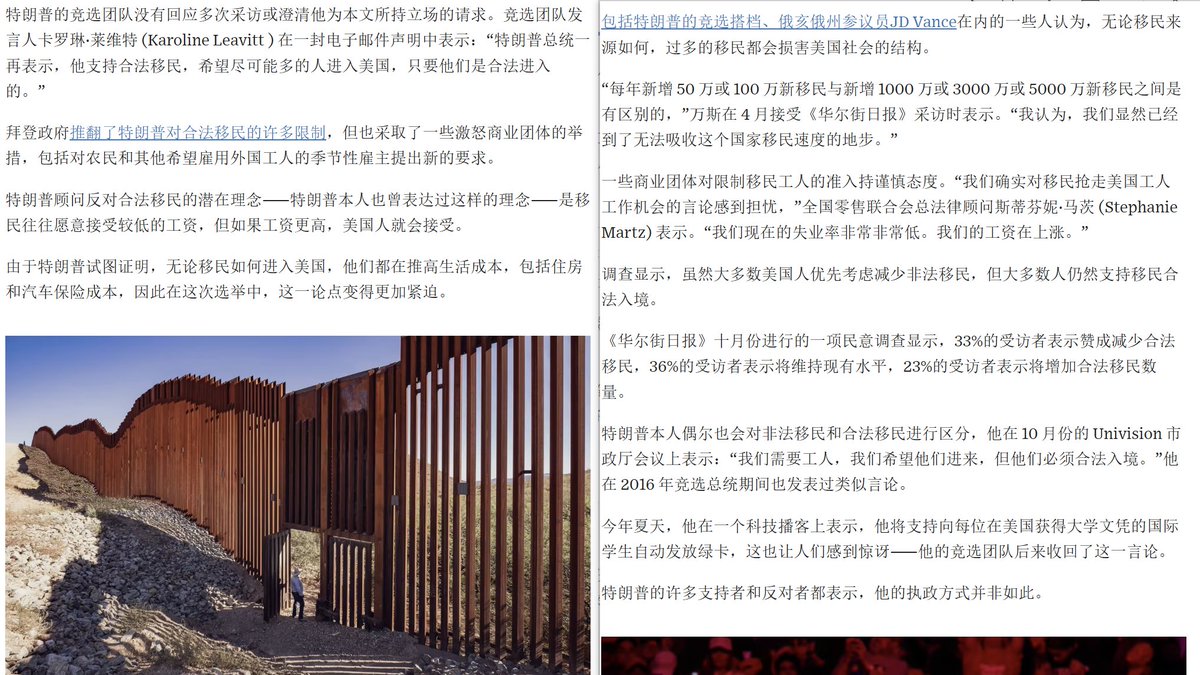 特朗普的竞选团队没有回应多次采访或澄清他为本文所持立场的请求。竞选团队发
言人卡罗琳·莱维特 (Karoline Leavitt ) 在一封电子邮件声明中表示：“特朗普总统一
再表示，他支持合法移民，希望尽可能多的人进入美国，只要他们是合法进入
的。”
拜登政府推翻了特朗普对合法移民的许多限制，但也采取了一些激怒商业团体的举
措，包括对农民和其他希望雇用外国工人的季节性雇主提出新的要求。
特朗普顾问反对合法移民的潜在理念——特朗普本人也曾表达过这样的理念——是移
民往往愿意接受较低的工资，但如果工资更高，美国人就会接受。
由于特朗普试图证明，无论移民如何进入美国，他们都在推高生活成本，包括住房
和汽车保险成本，因此在这次选举中，这一论点变得更加紧迫。
包括特朗普的竞选搭档、俄亥俄州参议员JD Vance在内的一些人认为，无论移民来
源如何，过多的移民都会损害美国社会的结构。
“每年新增 50 万或 100 万新移民与新增 1000 万或 3000 万或 5000 万新移民之间是
有区别的，”万斯在 4 月接受《华尔街日报》采访时表示。“我认为，我们显然已经
到了无法吸收这个国家移民速度的地步。”
一些商业团体对限制移民工人的准入持谨慎态度。“我们确实对移民抢走美国工人
工作机会的言论感到担忧，”全国零售联合会总法律顾问斯蒂芬妮·马茨 (Stephanie
Martz) 表示。“我们现在的失业率非常非常低。我们的工资在上涨。”
调查显示，虽然大多数美国人优先考虑减少非法移民，但大多数人仍然支持移民合
法入境。
《华尔街日报》十月份进行的一项民意调查显示，33%的受访者表示赞成减少合法
移民，36%的受访者表示将维持现有水平，23%的受访者表示将增加合法移民数
量。
特朗普本人偶尔也会对非法移民和合法移民进行区分，他在 10 月份的 Univision 市
政厅会议上表示：“我们需要工人，我们希望他们进来，但他们必须合法入境。”他
在 2016 年竞选总统期间也发表过类似言论。
今年夏天，他在一个科技播客上表示，他将支持向每位在美国获得大学文凭的国际
学生自动发放绿卡，这也让人们感到惊讶——他的竞选团队后来收回了这一言论。
特朗普的许多支持者和反对者都表示，他的执政方式并非如此。